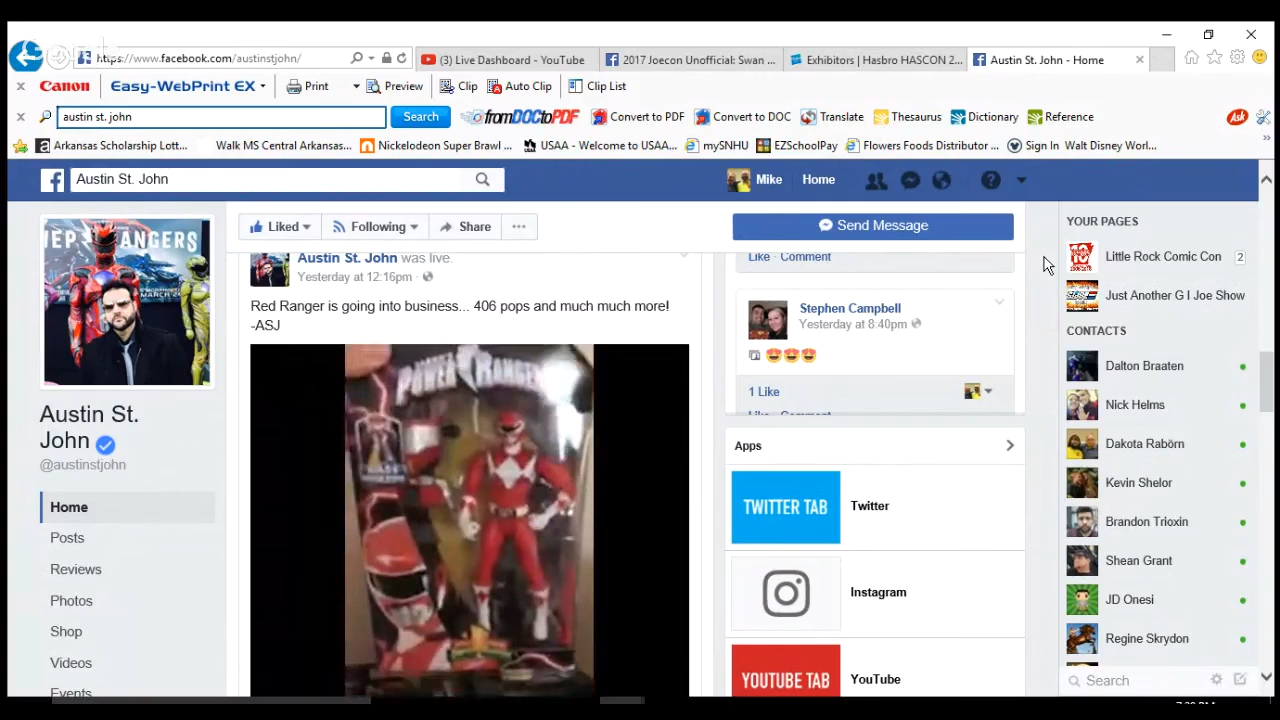 https://www.facebook.com/austinstjohn/
(3) Live Dashboard - YouTube
2017 Joecon Unofficial: Swan ...
Exhibitors | Hasbro HASCON 2...
Austin St. John - Home
Canon Easy-WebPrint EX
Print
Preview
Clip
Auto Clip
Clip List
austin st. john
Search
fromDOCtoPDF
Convert to PDF
Convert to DOC
Translate
Thesaurus
Dictionary
Reference
Ask
Arkansas Scholarship Lott...
Walk MS Central Arkansas...
Nickelodeon Super Brawl ...
USAA - Welcome to USAA...
mySNHU
EZSchoolPay
Flowers Foods Distributor ...
Sign In
Walt Disney Worl...
Austin St. John
Mike
Home
Liked
Following
Share
Send Message
RANGERS
Austin St.
John
@austinstjohn
Home
Posts
Reviews
Photos
Shop
Videos
Events
Austin St. John was live.
Yesterday at 12:16pm
Red Ranger is going into business... 406 pops and much much more!
-ASJ
POWER RANGERS
Like · Comment
Stephen Campbell
Yesterday at 8:40pm
1 Like
Like · Comment
Apps
TWITTER TAB
Twitter
Instagram
YOUTUBE TAB
YouTube
YOUR PAGES
Little Rock Comic Con 2
Just Another G I Joe Show
CONTACTS
Dalton Braaten
Nick Helms
Dakota Rabörn
Kevin Shelor
Brandon Trioxin
Shean Grant
JD Onesi
Regine Skrydon
Search